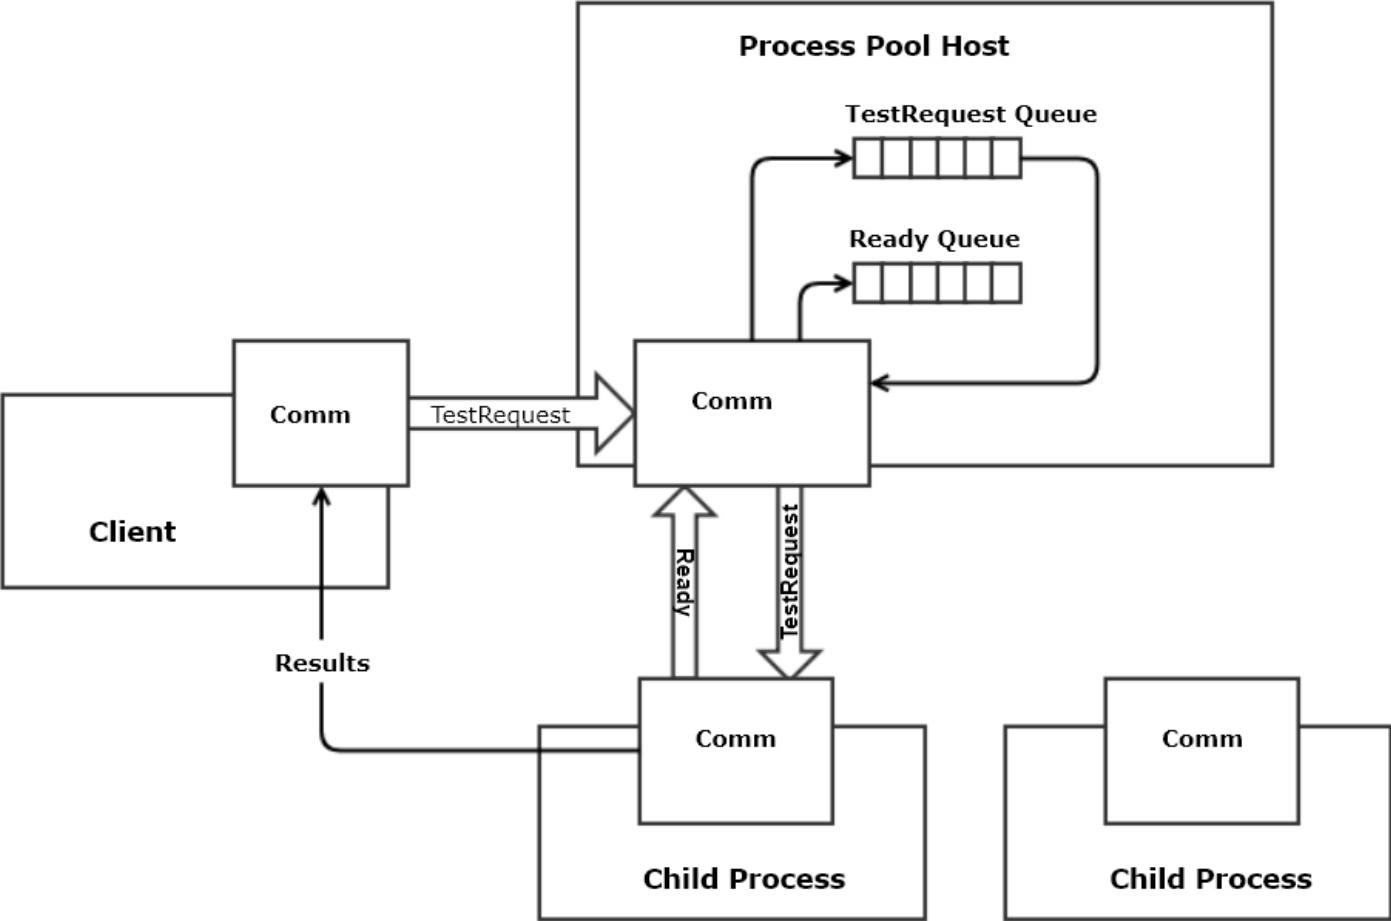 Process Pool Host
TestRequest Queue
Ready Queue
Comm
Comm
TestRequest
Client
Ready
TestRequest
Results
Comm
Comm
Child Process
Child Process